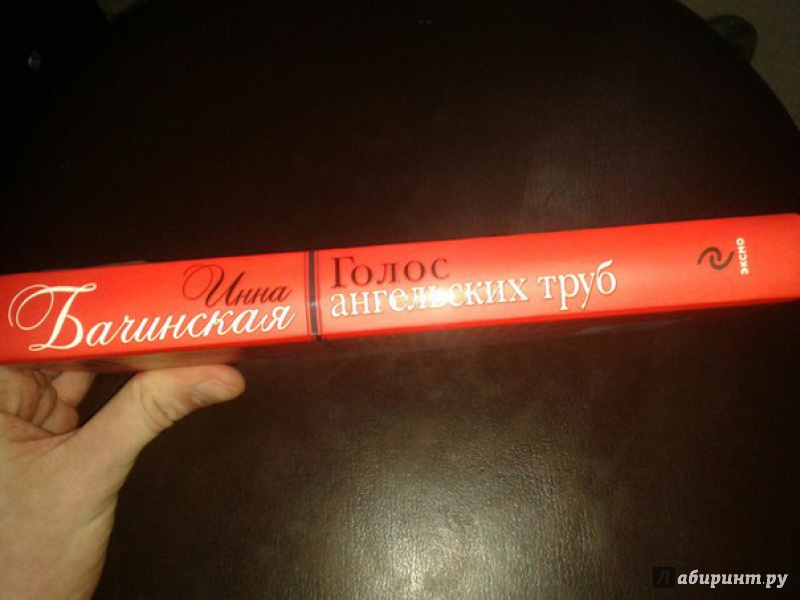 Инна
Бачинская
Голос
ангельских труб
эксмо
Лабиринт.ру